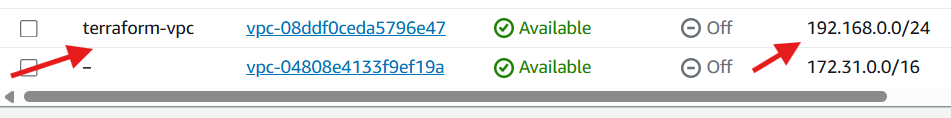 terraform-vpc vpc-08ddf0ceda5796e47 Available Off 192.168.0.0/24
– vpc-04808e4133f9ef19a Available Off 172.31.0.0/16